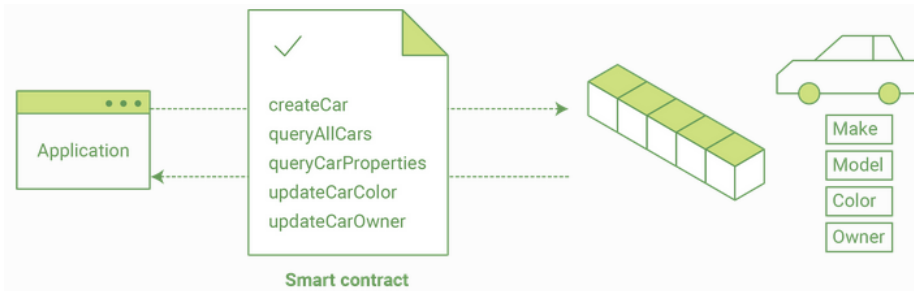 Application
createCar
queryAllCars
queryCarProperties
updateCarColor
updateCarOwner
Smart contract
Make
Model
Color
Owner